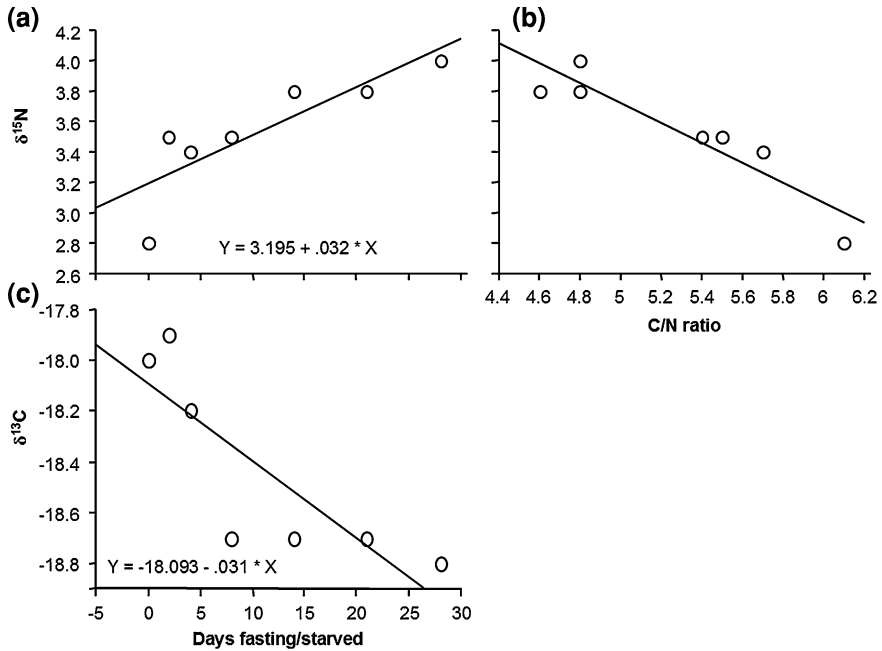 (a)
4.2
4.0
3.8
3.6
3.4
3.2
3.0
2.8
2.6
δ15N
Y = 3.195 + .032 * X
(b)
4.4 4.6 4.8 5 5.2 5.4 5.6 5.8 6 6.2
C/N ratio
(c)
-17.8
-18.0
-18.2
-18.4
-18.6
-18.8
δ13C
Y = -18.093 - .031 * X
-5 0 5 10 15 20 25 30
Days fasting/starved